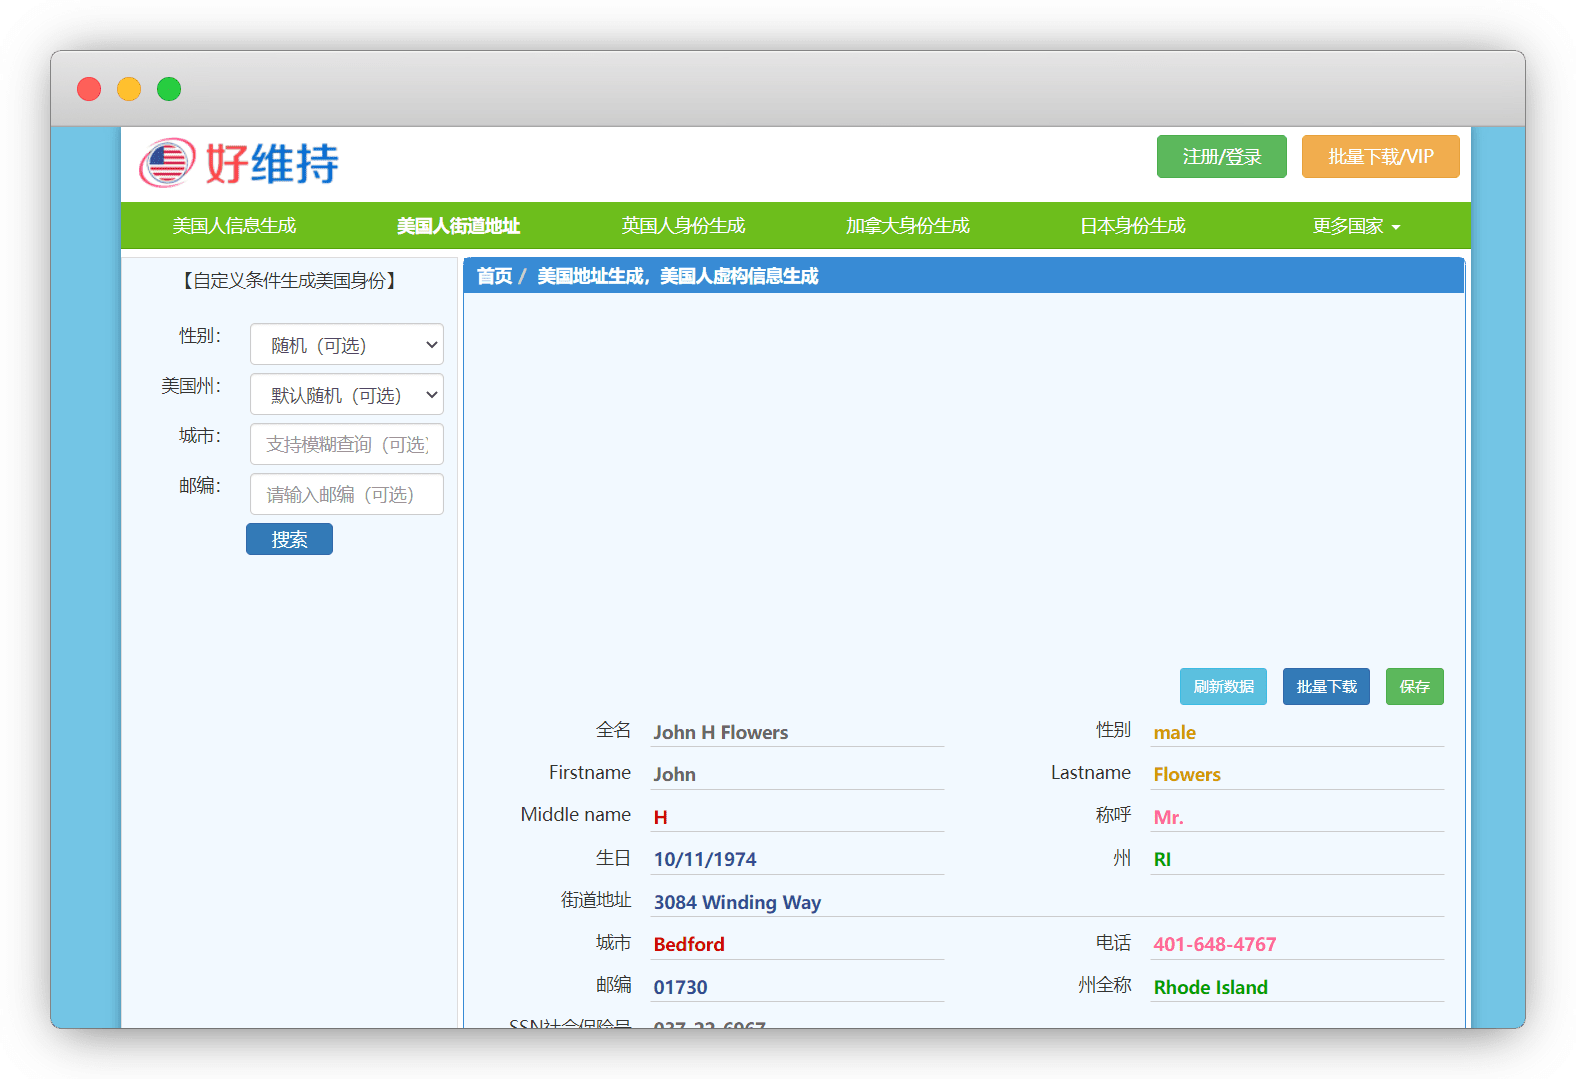 好维持
注册/登录
批量下载/VIP
美国人信息生成
美国人街道地址
英国人身份生成
加拿大身份生成
日本身份生成
更多国家
【自定义条件生成美国身份】
性别：
随机（可选）
美国州：
默认随机（可选）
城市：
支持模糊查询（可选）
邮编：
请输入邮编（可选）
搜索
首页 / 美国地址生成，美国人虚构信息生成
刷新数据
批量下载
保存
全名 John H Flowers
性别 male
Firstname John
Lastname Flowers
Middle name H
称呼 Mr.
生日 10/11/1974
州 RI
街道地址 3084 Winding Way
城市 Bedford
电话 401-648-4767
邮编 01730
州全称 Rhode Island
SSN社会保险号 037-22-6967